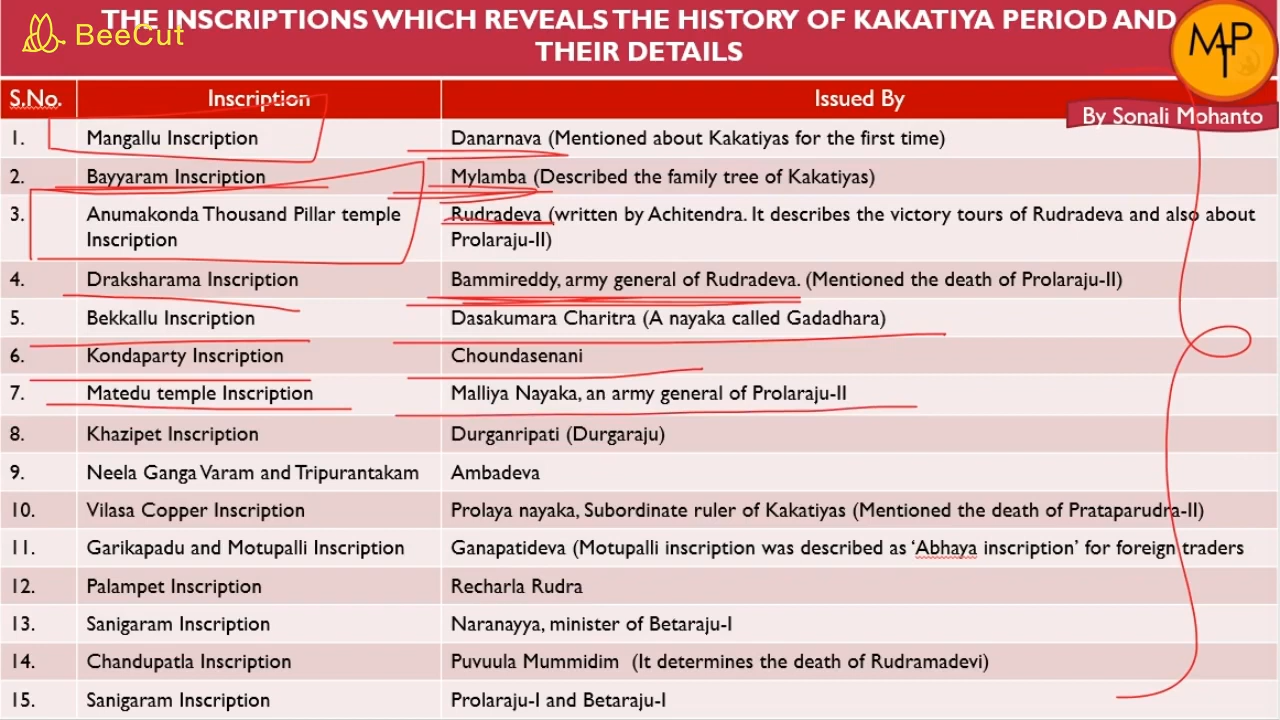 THE INSCRIPTIONS WHICH REVEALS THE HISTORY OF KAKATIYA PERIOD AND
THEIR DETAILS
BeeCut
MTP
By Sonali Mohanto
S.No. Inscription Issued By
1. Mangallu Inscription Danarnava (Mentioned about Kakatiyas for the first time)
2. Bayyaram Inscription Mylamba (Described the family tree of Kakatiyas)
3. Anumakonda Thousand Pillar temple Rudradeva (written by Achitendra. It describes the victory tours of Rudradeva and also about
Inscription Prolaraju-II)
4. Draksharama Inscription Bammireddy, army general of Rudradeva. (Mentioned the death of Prolaraju-II)
5. Bekkallu Inscription Dasakumara Charitra (A nayaka called Gadadhara)
6. Kondaparty Inscription Choundasenani
7. Matedu temple Inscription Malliya Nayaka, an army general of Prolaraju-II
8. Khazipet Inscription Durganripati (Durgaraju)
9. Neela Ganga Varam and Tripurantakam Ambadeva
10. Vilasa Copper Inscription Prolaya nayaka, Subordinate ruler of Kakatiyas (Mentioned the death of Prataparudra-II)
11. Garikapadu and Motupalli Inscription Ganapatideva (Motupalli inscription was described as ‘Abhaya inscription’ for foreign traders
12. Palampet Inscription Recharla Rudra
13. Sanigaram Inscription Naranayya, minister of Betaraju-I
14. Chandupatla Inscription Puvuula Mummidim (It determines the death of Rudramadevi)
15. Sanigaram Inscription Prolaraju-I and Betaraju-I